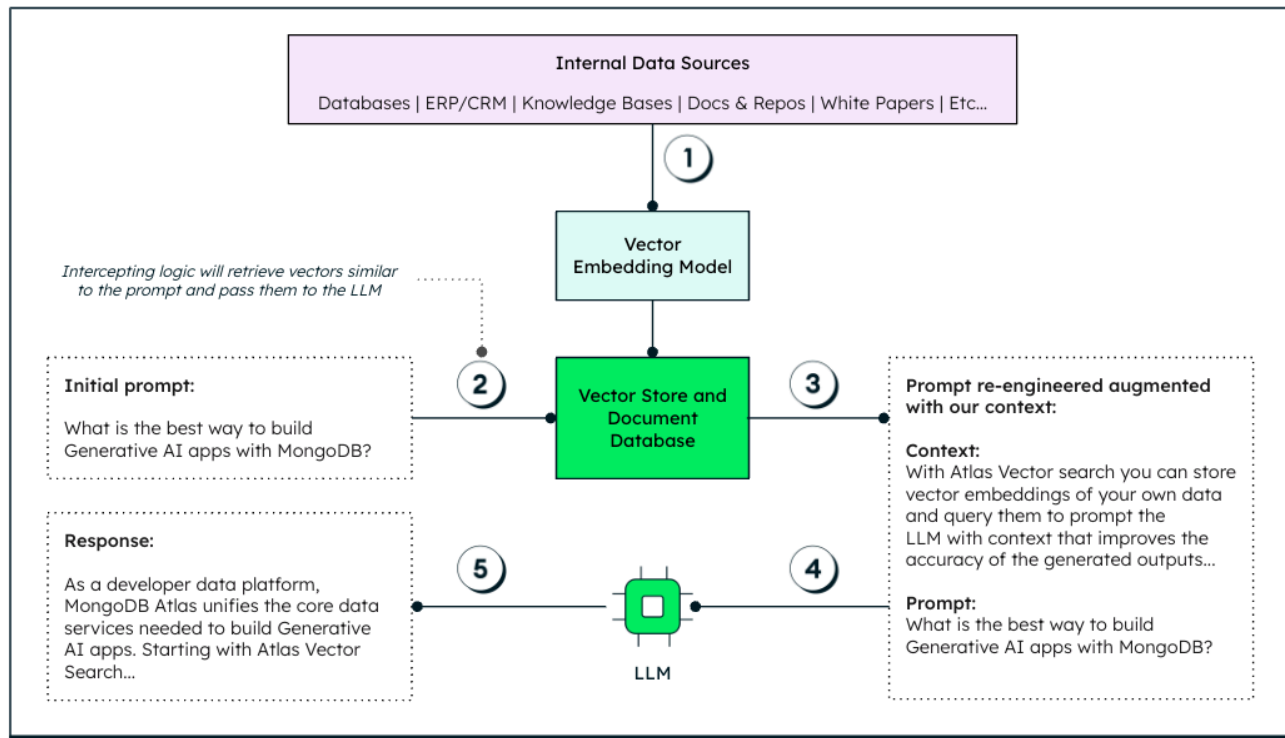 Internal Data Sources
Databases | ERP/CRM | Knowledge Bases | Docs & Repos | White Papers | Etc...
1
Vector
Embedding Model
Intercepting logic will retrieve vectors similar
to the prompt and pass them to the LLM
2
Initial prompt:
What is the best way to build
Generative AI apps with MongoDB?
Vector Store and
Document
Database
3
Prompt re-engineered augmented
with our context:
Context:
With Atlas Vector search you can store
vector embeddings of your own data
and query them to prompt the
LLM with context that improves the
accuracy of the generated outputs...
Prompt:
What is the best way to build
Generative AI apps with MongoDB?
4
LLM
5
Response:
As a developer data platform,
MongoDB Atlas unifies the core data
services needed to build Generative
AI apps. Starting with Atlas Vector
Search...